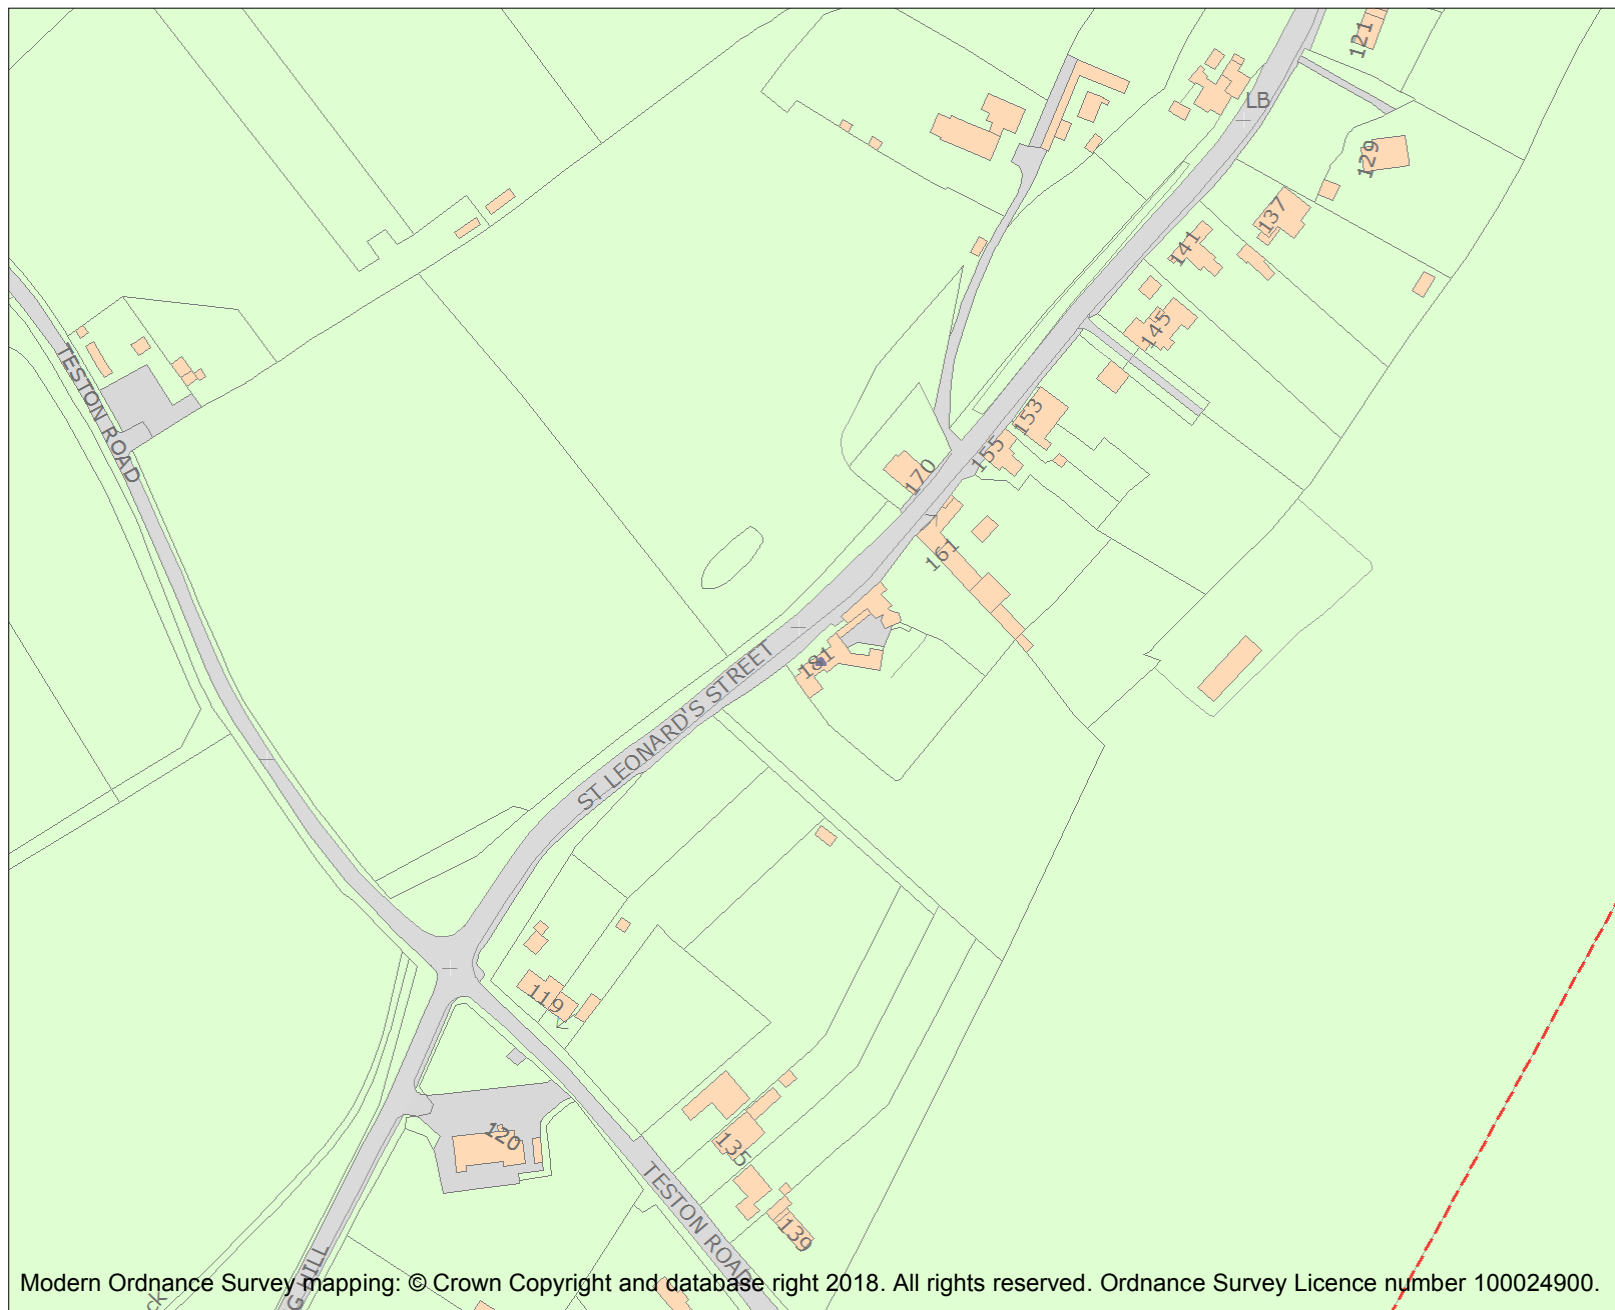 121
LB
129
137
141
145
TESTON ROAD
153
155
170
161
181
ST LEONARD'S STREET
119
120
135
TESTON ROAD
139
G HILL
ck
Modern Ordnance Survey mapping: © Crown Copyright and database right 2018. All rights reserved. Ordnance Survey Licence number 100024900.